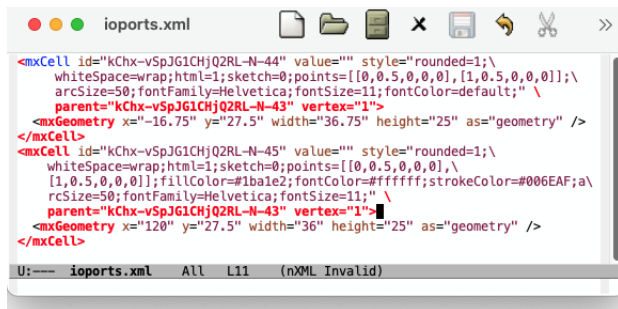 ioports.xml
<mxCell id="kChx-vSpJG1CHjQ2RL-N-44" value="" style="rounded=1;\
whiteSpace=wrap;html=1;sketch=0;points=[[0,0.5,0,0,0],[1,0.5,0,0,0]];\
arcSize=50;fontFamily=Helvetica;fontSize=11;fontColor=default;" \
parent="kChx-vSpJG1CHjQ2RL-N-43" vertex="1">
<mxGeometry x="-16.75" y="27.5" width="36.75" height="25" as="geometry" />
</mxCell>
<mxCell id="kChx-vSpJG1CHjQ2RL-N-45" value="" style="rounded=1;\
whiteSpace=wrap;html=1;sketch=0;points=[[0,0.5,0,0,0],\
[1,0.5,0,0,0]];fillColor=#1ba1e2;fontColor=#ffffff;strokeColor=#006EAF;a\
rcSize=50;fontFamily=Helvetica;fontSize=11;" \
parent="kChx-vSpJG1CHjQ2RL-N-43" vertex="1">
<mxGeometry x="120" y="27.5" width="36" height="25" as="geometry" />
</mxCell>
U:--- ioports.xml All L11 (nXML Invalid)